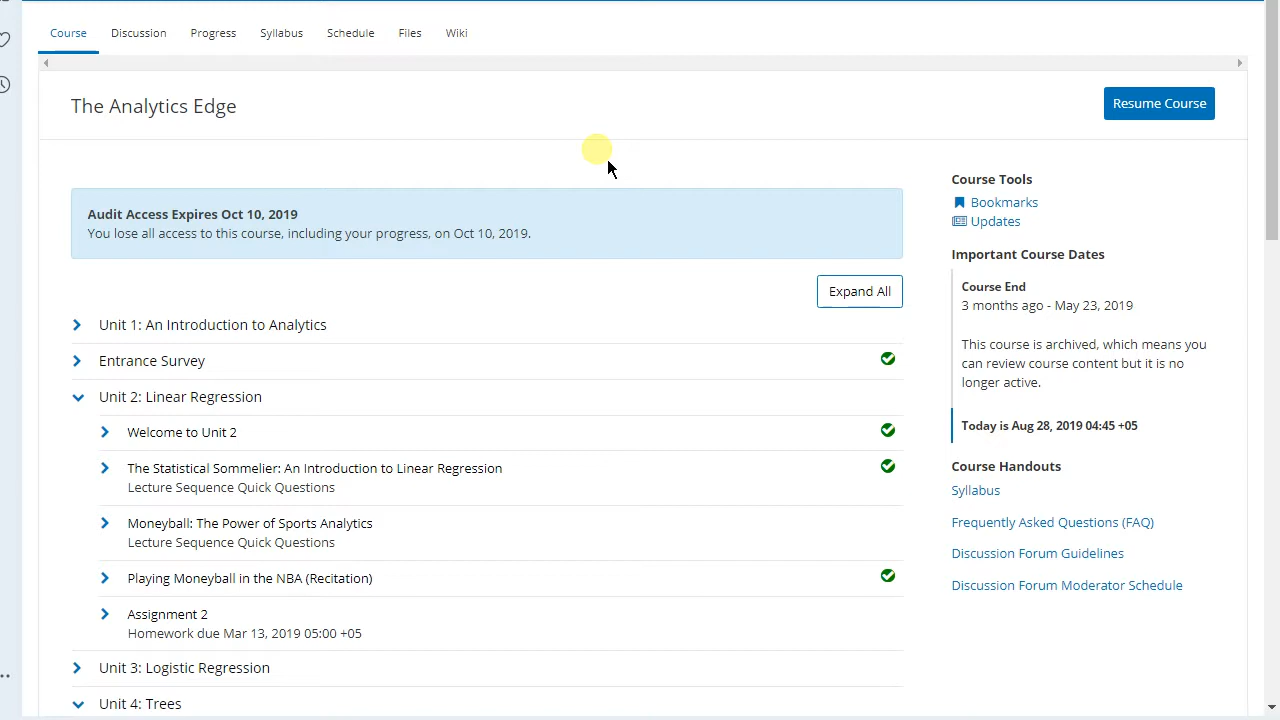 Course
Discussion
Progress
Syllabus
Schedule
Files
Wiki
The Analytics Edge
Resume Course
Audit Access Expires Oct 10, 2019
You lose all access to this course, including your progress, on Oct 10, 2019.
Expand All
Unit 1: An Introduction to Analytics
Entrance Survey
Unit 2: Linear Regression
Welcome to Unit 2
The Statistical Sommelier: An Introduction to Linear Regression
Lecture Sequence Quick Questions
Moneyball: The Power of Sports Analytics
Lecture Sequence Quick Questions
Playing Moneyball in the NBA (Recitation)
Assignment 2
Homework due Mar 13, 2019 05:00 +05
Unit 3: Logistic Regression
Unit 4: Trees
Course Tools
Bookmarks
Updates
Important Course Dates
Course End
3 months ago - May 23, 2019
This course is archived, which means you
can review course content but it is no
longer active.
Today is Aug 28, 2019 04:45 +05
Course Handouts
Syllabus
Frequently Asked Questions (FAQ)
Discussion Forum Guidelines
Discussion Forum Moderator Schedule